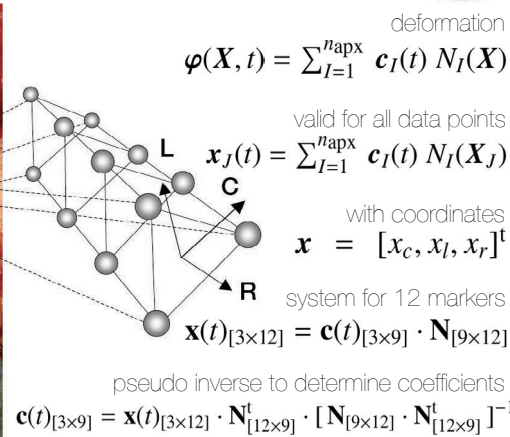 deformation
φ(X, t) = ∑_{I=1}^{n_apx} c_I(t) N_I(X)
valid for all data points
L
x_J(t) = ∑_{I=1}^{n_apx} c_I(t) N_I(X_J)
C
with coordinates
x = [x_c, x_l, x_r]^t
R
system for 12 markers
x(t)_{[3×12]} = c(t)_{[3×9]} · N_{[9×12]}
pseudo inverse to determine coefficients
c(t)_{[3×9]} = x(t)_{[3×12]} · N^t_{[12×9]} · [ N_{[9×12]} · N^t_{[12×9]} ]^{-1}